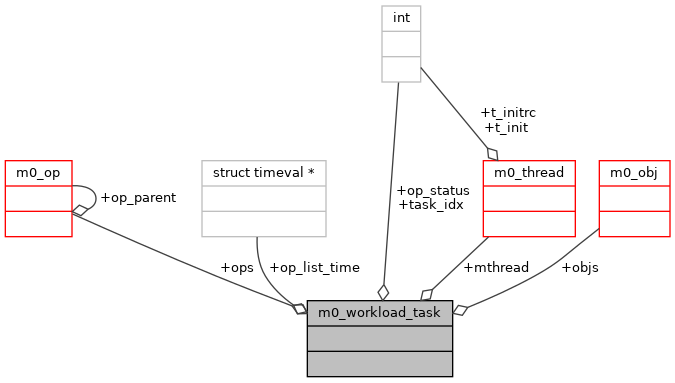 int
+t_initrc
+t_init
m0_op
struct timeval *
m0_thread
m0_obj
+op_parent
+op_status
+task_idx
+ops
+op_list_time
+mthread
+objs
m0_workload_task